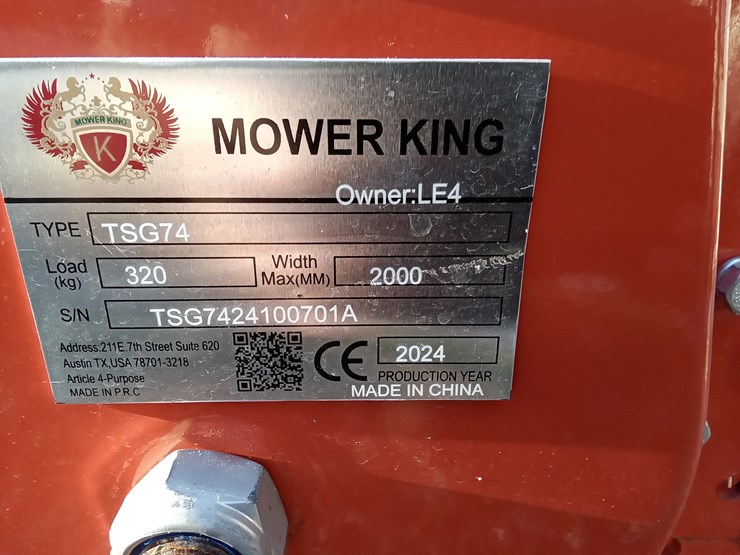 MOWER KING
K
MOWER KING
Owner:LE4
TYPE TSG74
Load (kg) 320 Width Max(MM) 2000
S/N TSG7424100701A
Address:211E.7th Street Suite 620
Austin TX,USA 78701-3218
Article 4-Purpose
MADE IN P.R.C
CE 2024
PRODUCTION YEAR
MADE IN CHINA